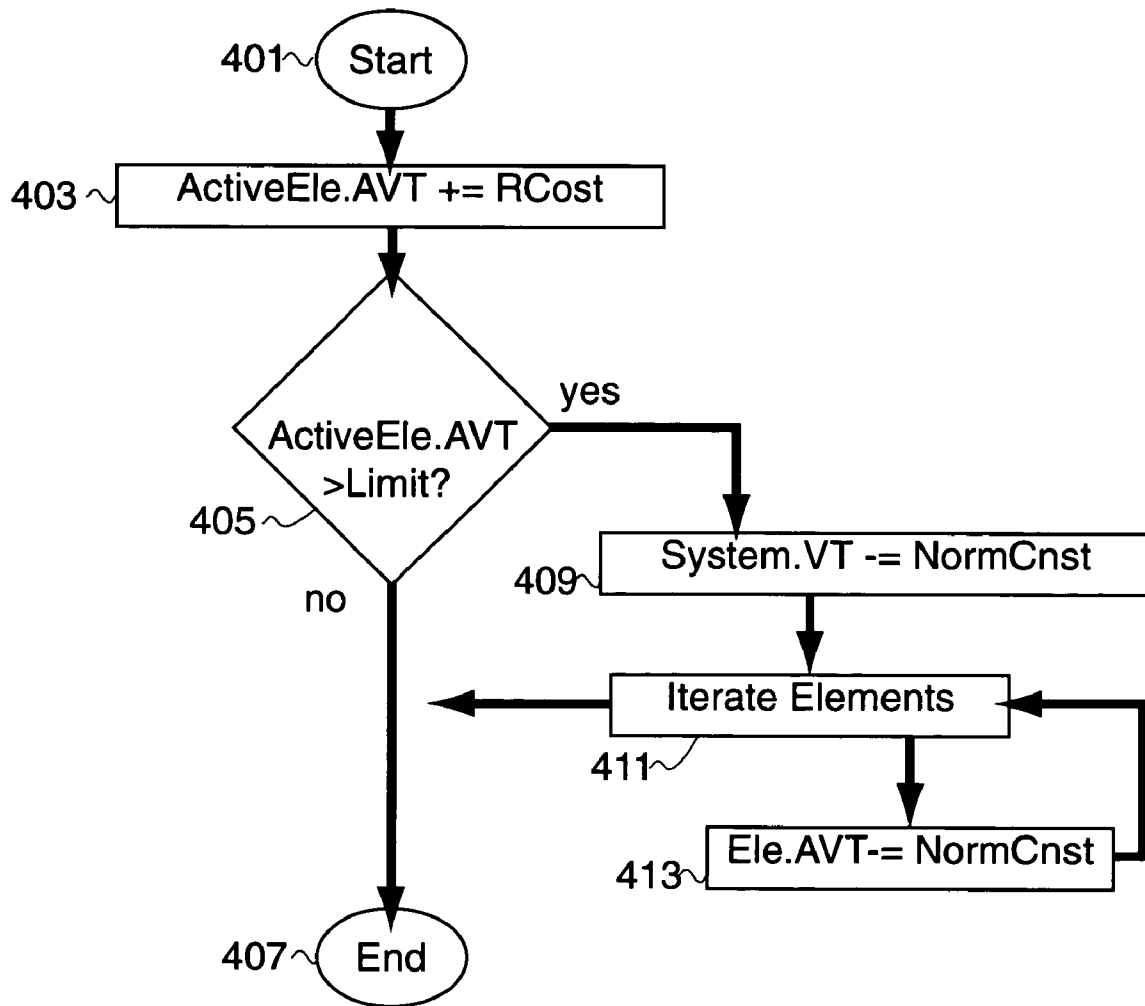 401
Start
403
ActiveEle.AVT += RCost
yes
ActiveEle.AVT
>Limit?
405
System.VT -= NormCnst
409
no
Iterate Elements
411
Ele.AVT-= NormCnst
413
407
End